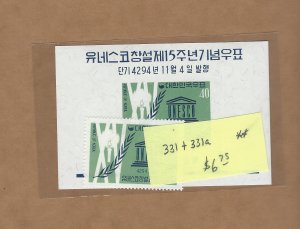 유네스코창설제15주년기념우표
단기 4294년 11월 4일 발행
대한민국우표
40
UNESCO
4294
331 + 331a **
$6.75